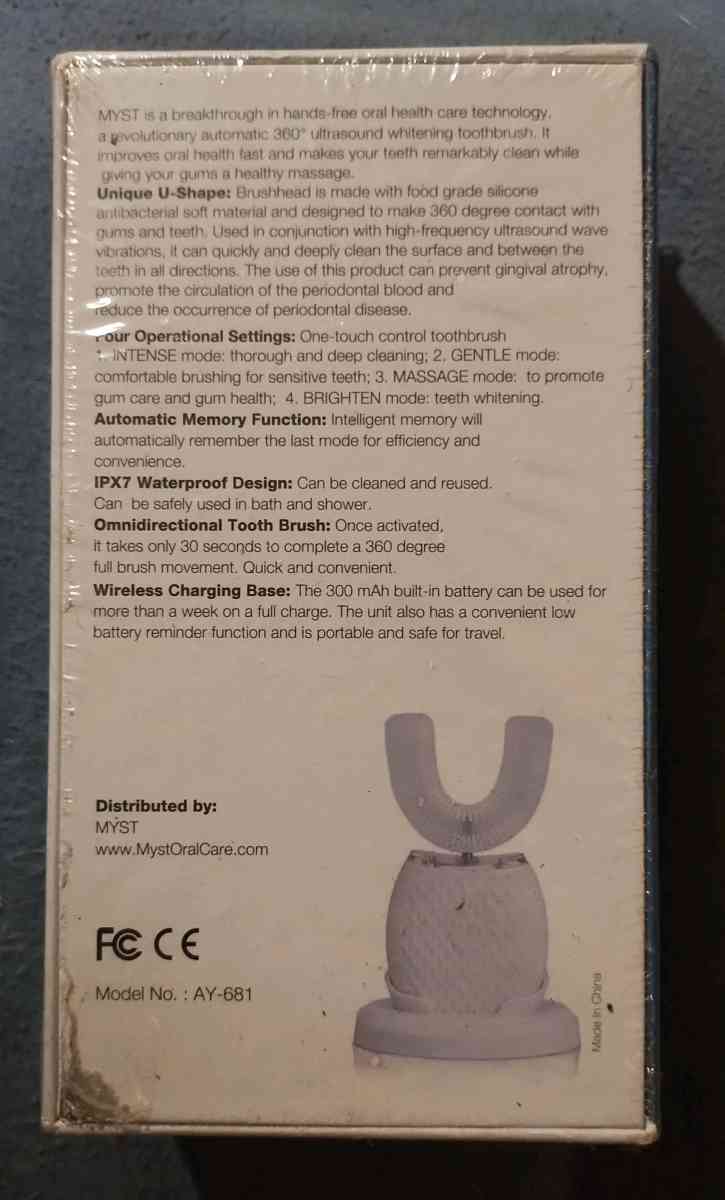 MYST is a breakthrough in hands-free oral health care technology,
a revolutionary automatic 360° ultrasound whitening toothbrush. It
improves oral health fast and makes your teeth remarkably clean while
giving your gums a healthy massage.
Unique U-Shape: Brushhead is made with food grade silicone
antibacterial soft material and designed to make 360 degree contact with
gums and teeth. Used in conjunction with high-frequency ultrasound wave
vibrations, it can quickly and deeply clean the surface and between the
teeth in all directions. The use of this product can prevent gingival atrophy,
promote the circulation of the periodontal blood and
reduce the occurrence of periodontal disease.
Four Operational Settings: One-touch control toothbrush
1. INTENSE mode: thorough and deep cleaning; 2. GENTLE mode:
comfortable brushing for sensitive teeth; 3. MASSAGE mode: to promote
gum care and gum health; 4. BRIGHTEN mode: teeth whitening.
Automatic Memory Function: Intelligent memory will
automatically remember the last mode for efficiency and
convenience.
IPX7 Waterproof Design: Can be cleaned and reused.
Can be safely used in bath and shower.
Omnidirectional Tooth Brush: Once activated,
it takes only 30 seconds to complete a 360 degree
full brush movement. Quick and convenient.
Wireless Charging Base: The 300 mAh built-in battery can be used for
more than a week on a full charge. The unit also has a convenient low
battery reminder function and is portable and safe for travel.
Distributed by:
MYST
www.MystOralCare.com
FC CE
Model No. : AY-681
Made in China